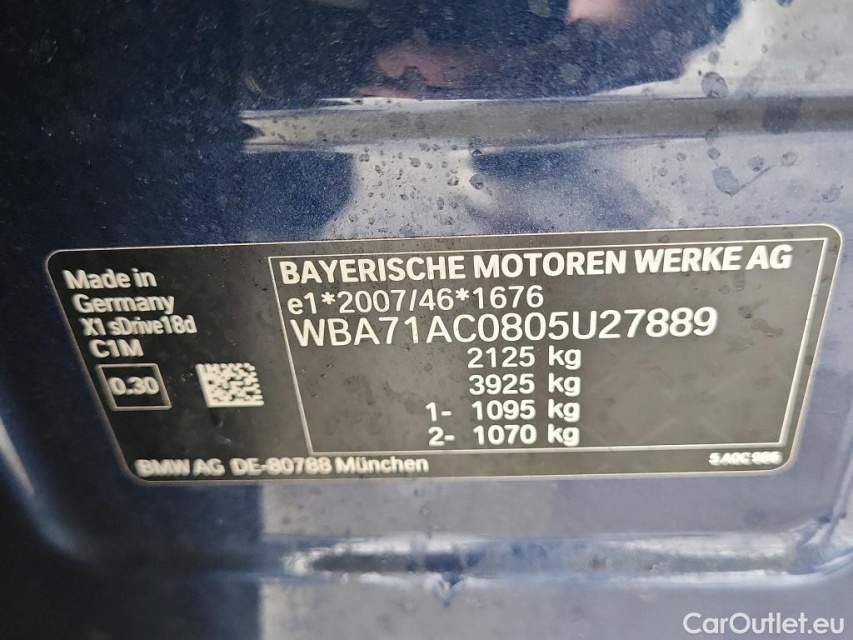 Made in
Germany
X1 sDrive18d
C1M
0.30
BAYERISCHE MOTOREN WERKE AG
e1*2007/46*1676
WBA71AC0805U27889
2125 kg
3925 kg
1- 1095 kg
2- 1070 kg
BMW AG DE-80788 München
CarOutlet.eu